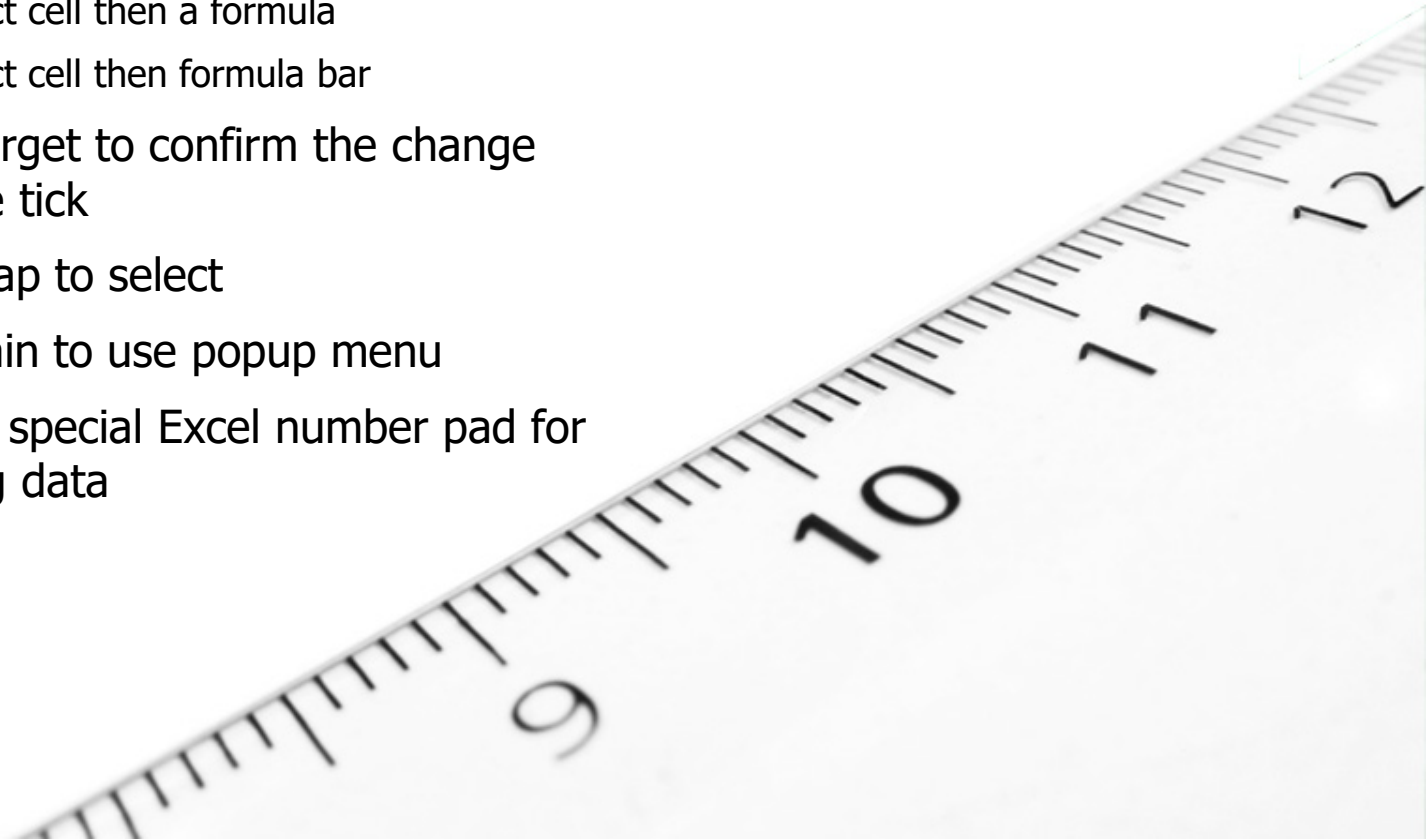 ct cell then a formula
ct cell then formula bar
rget to confirm the change
e tick
ap to select
in to use popup menu
special Excel number pad for
g data
9
10
11
12